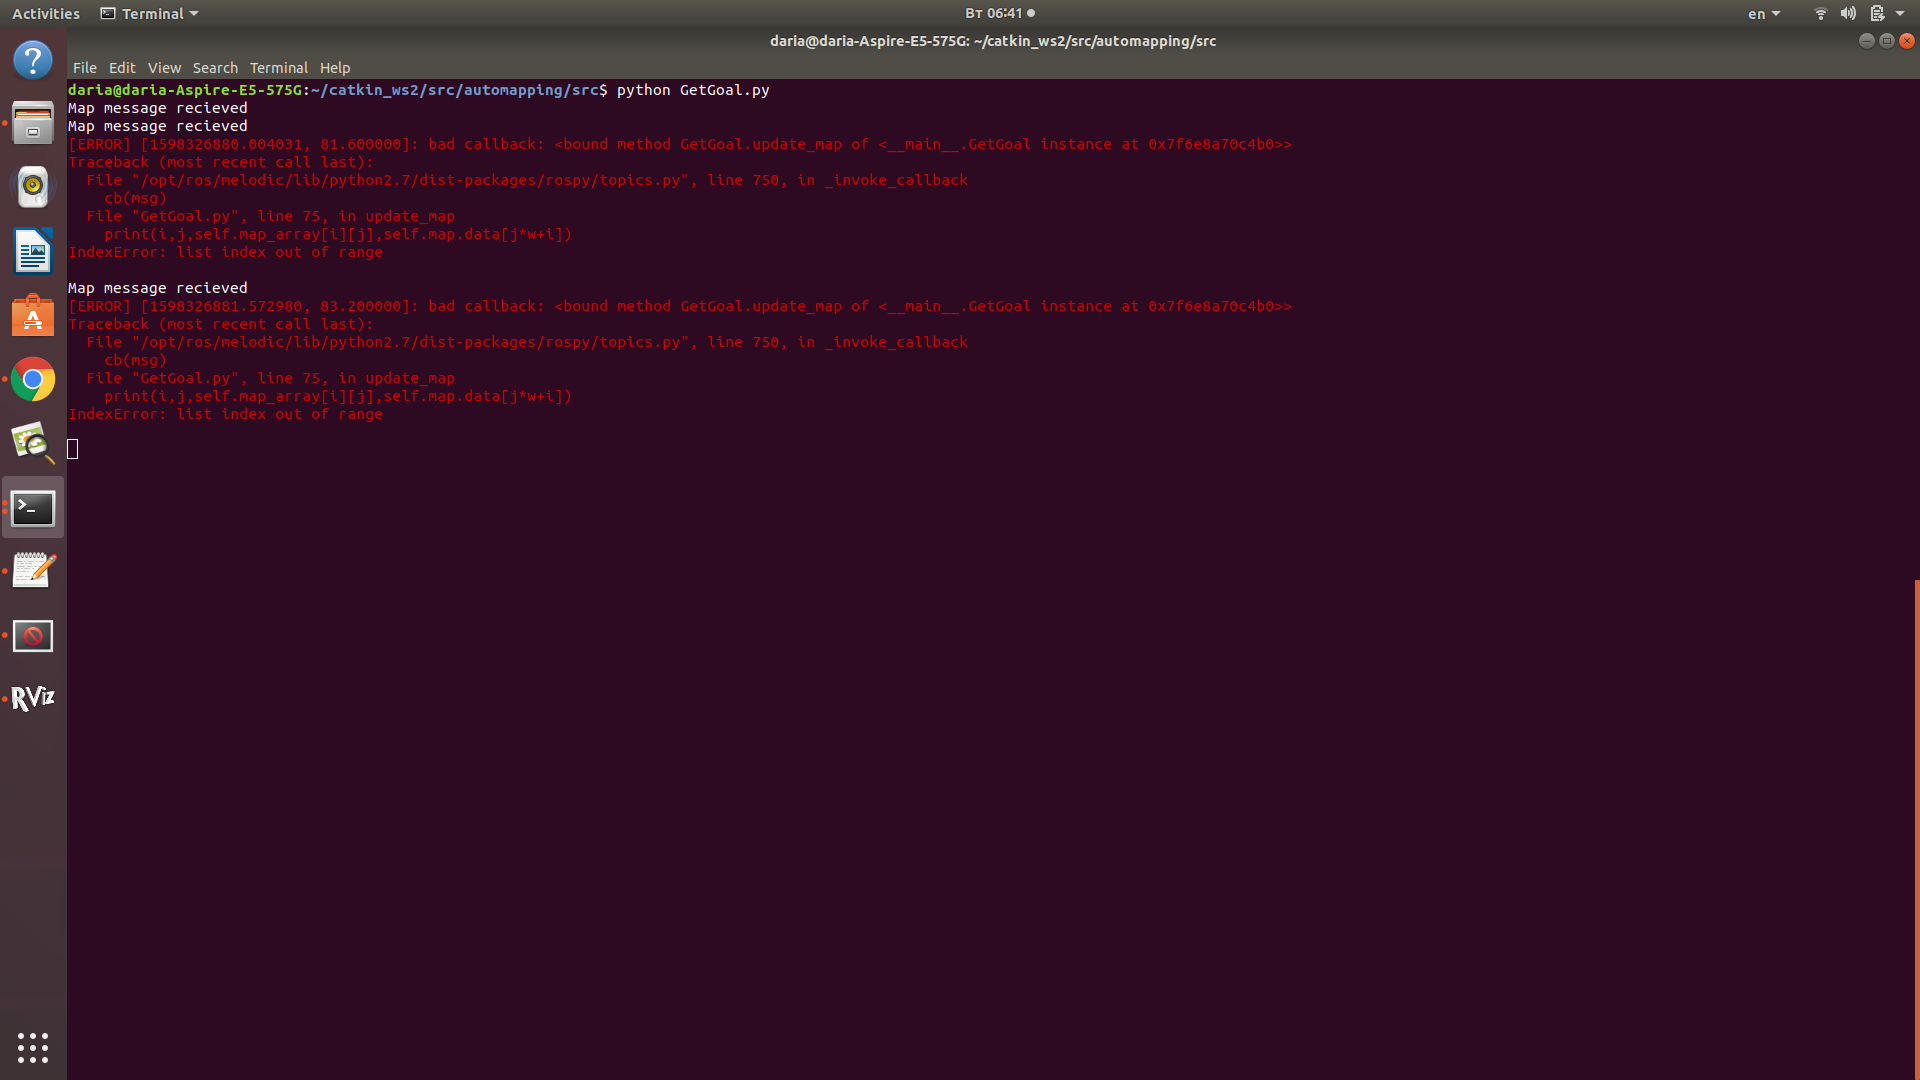 Activities Terminal Вт 06:41 en
daria@daria-Aspire-E5-575G: ~/catkin_ws2/src/automapping/src
File Edit View Search Terminal Help
daria@daria-Aspire-E5-575G:~/catkin_ws2/src/automapping/src$ python GetGoal.py
Map message recieved
Map message recieved
[ERROR] [1598326880.004031, 81.600000]: bad callback: <bound method GetGoal.update_map of <__main__.GetGoal instance at 0x7f6e8a70c4b0>>
Traceback (most recent call last):
  File "/opt/ros/melodic/lib/python2.7/dist-packages/rospy/topics.py", line 750, in _invoke_callback
    cb(msg)
  File "GetGoal.py", line 75, in update_map
    print(i,j,self.map_array[i][j],self.map.data[j*w+i])
IndexError: list index out of range
Map message recieved
[ERROR] [1598326881.572980, 83.200000]: bad callback: <bound method GetGoal.update_map of <__main__.GetGoal instance at 0x7f6e8a70c4b0>>
Traceback (most recent call last):
  File "/opt/ros/melodic/lib/python2.7/dist-packages/rospy/topics.py", line 750, in _invoke_callback
    cb(msg)
  File "GetGoal.py", line 75, in update_map
    print(i,j,self.map_array[i][j],self.map.data[j*w+i])
IndexError: list index out of range
RViz